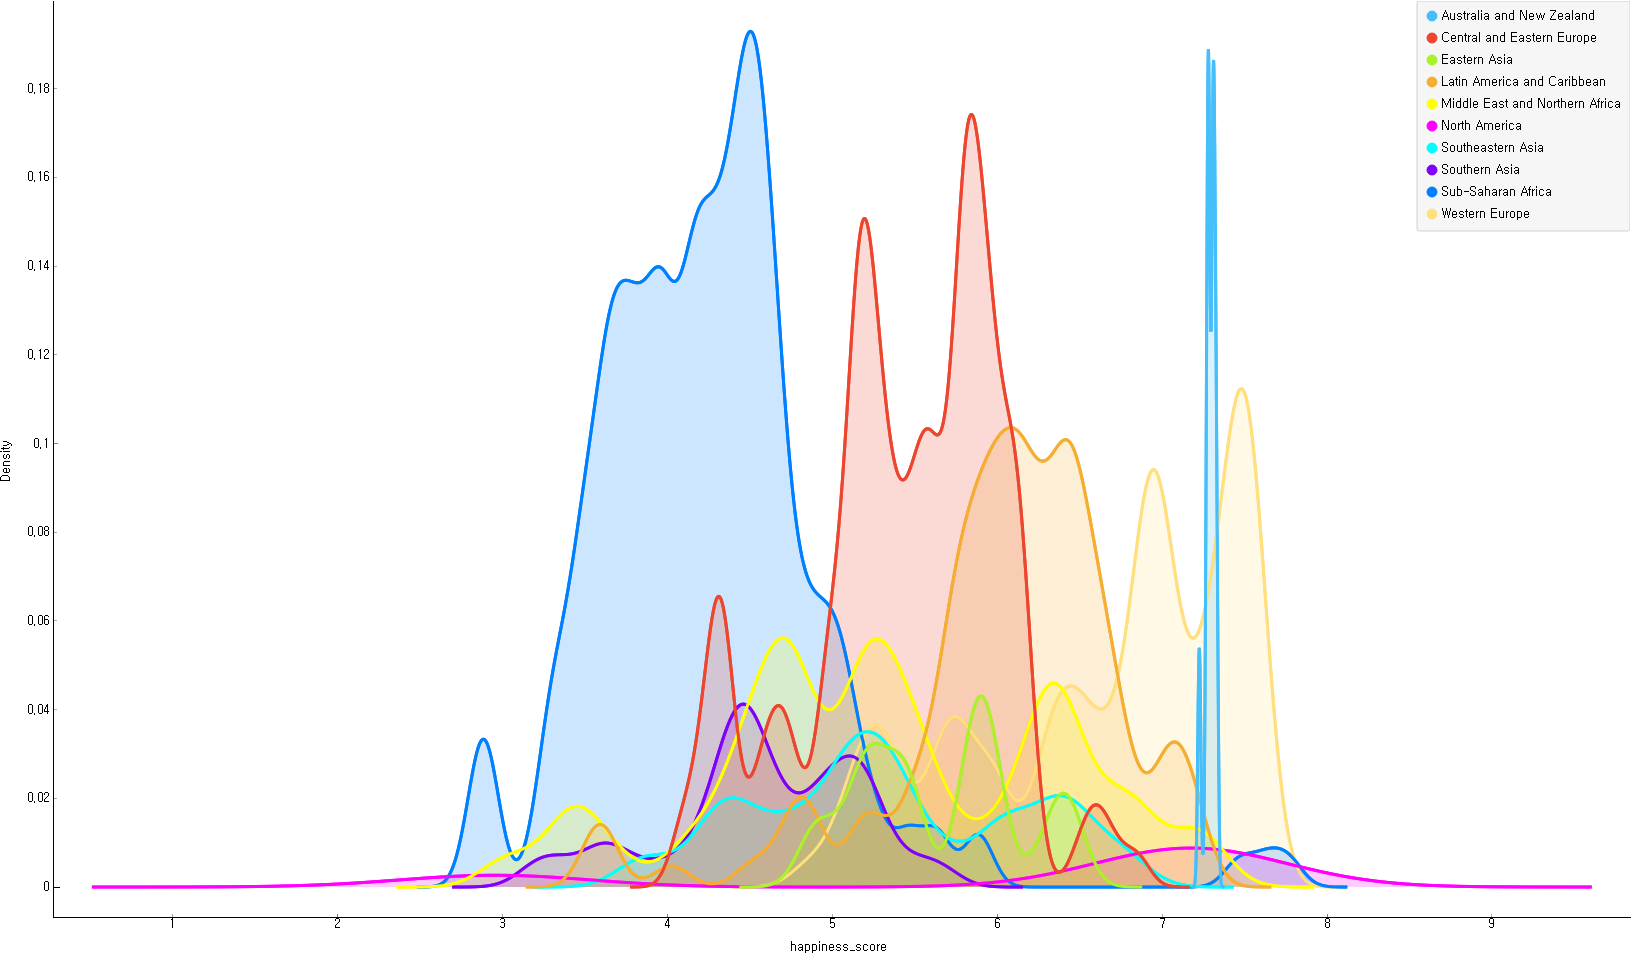 Australia and New Zealand
Central and Eastern Europe
Eastern Asia
Latin America and Caribbean
Middle East and Northern Africa
North America
Southeastern Asia
Southern Asia
Sub-Saharan Africa
Western Europe
0,18
0,16
0,14
0,12
0,1
0,08
0,06
0,04
0,02
0
Density
1 2 3 4 5 6 7 8 9
happiness_score